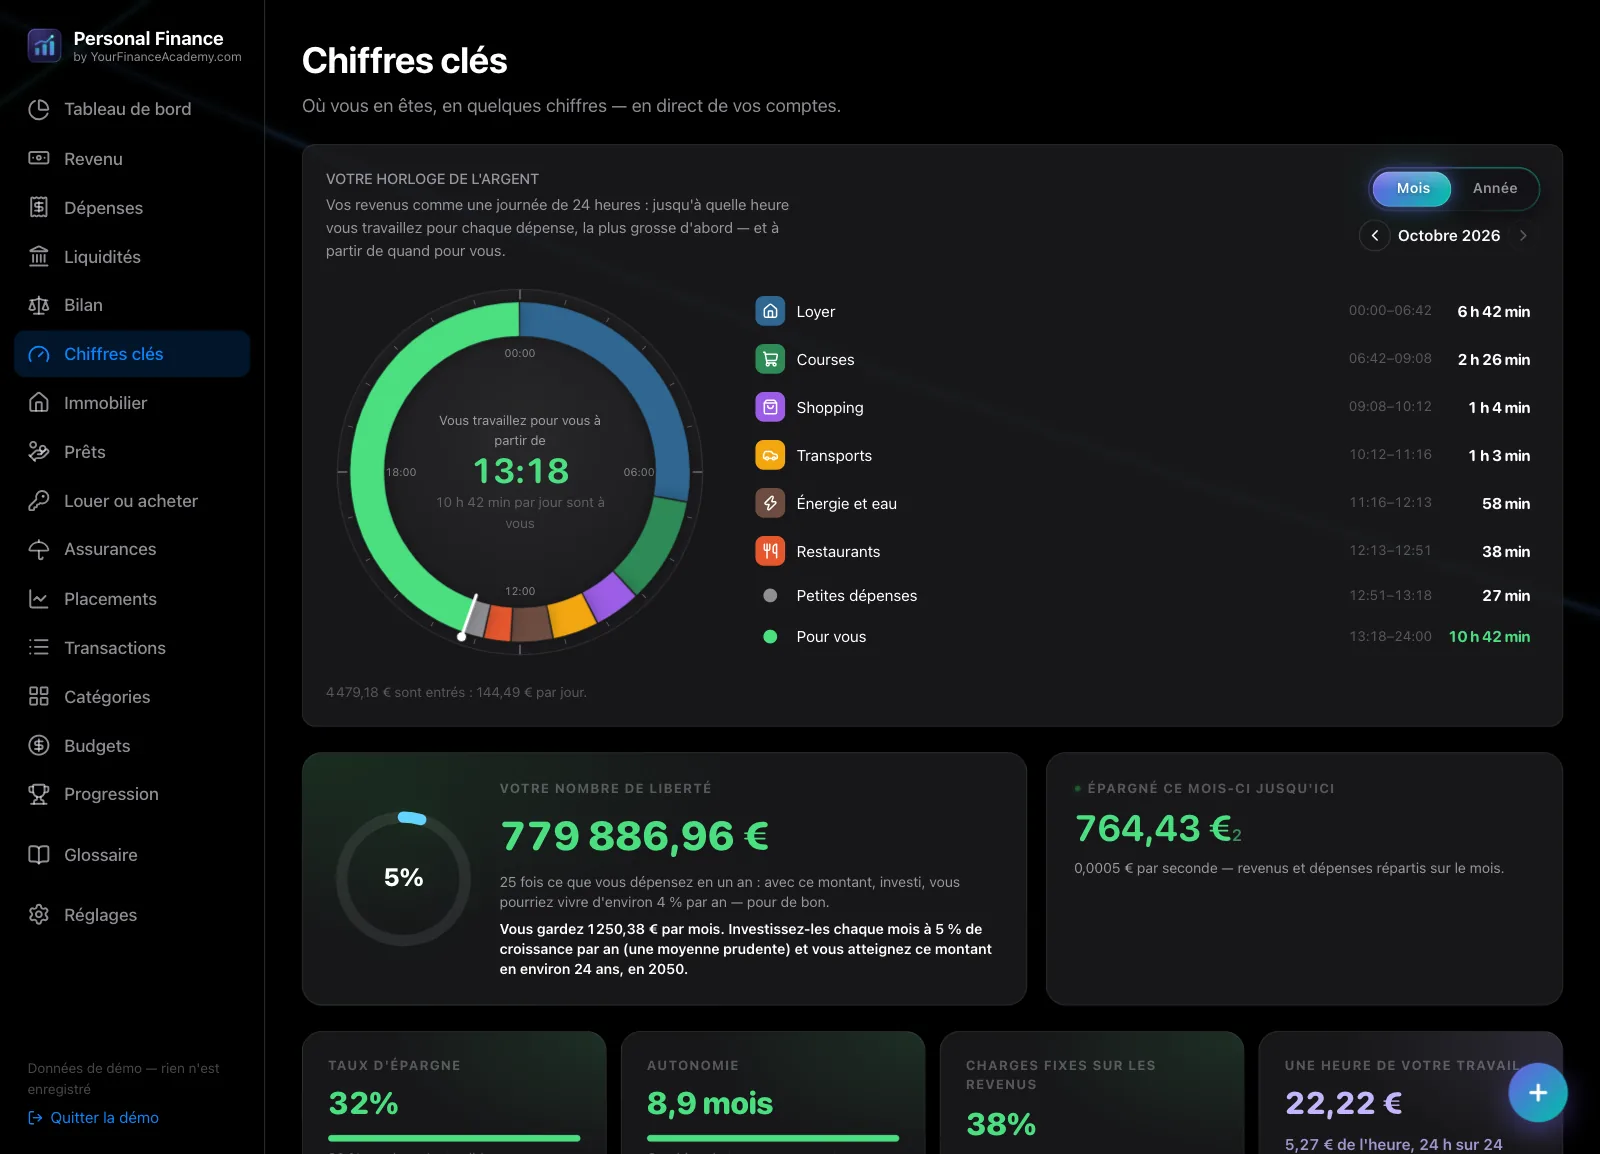 Personal Finance
by YourFinanceAcademy.com
Tableau de bord
Revenu
Dépenses
Liquidités
Bilan
Chiffres clés
Immobilier
Prêts
Louer ou acheter
Assurances
Placements
Transactions
Catégories
Budgets
Progression
Glossaire
Réglages
Données de démo — rien n'est
enregistré
Quitter la démo
Chiffres clés
Où vous en êtes, en quelques chiffres — en direct de vos comptes.
VOTRE HORLOGE DE L'ARGENT
Vos revenus comme une journée de 24 heures : jusqu'à quelle heure
vous travaillez pour chaque dépense, la plus grosse d'abord — et à
partir de quand pour vous.
Mois
Année
Octobre 2026
00:00
06:00
12:00
18:00
Vous travaillez pour vous à
partir de
13:18
10 h 42 min par jour sont à
vous
Loyer 00:00–06:42 6 h 42 min
Courses 06:42–09:08 2 h 26 min
Shopping 09:08–10:12 1 h 4 min
Transports 10:12–11:16 1 h 3 min
Énergie et eau 11:16–12:13 58 min
Restaurants 12:13–12:51 38 min
Petites dépenses 12:51–13:18 27 min
Pour vous 13:18–24:00 10 h 42 min
4 479,18 € sont entrés : 144,49 € par jour.
5%
VOTRE NOMBRE DE LIBERTÉ
779 886,96 €
25 fois ce que vous dépensez en un an : avec ce montant, investi, vous
pourriez vivre d'environ 4 % par an — pour de bon.
Vous gardez 1 250,38 € par mois. Investissez-les chaque mois à 5 % de
croissance par an (une moyenne prudente) et vous atteignez ce montant
en environ 24 ans, en 2050.
ÉPARGNÉ CE MOIS-CI JUSQU'ICI
764,43 €2
0,0005 € par seconde — revenus et dépenses répartis sur le mois.
TAUX D'ÉPARGNE
32%
AUTONOMIE
8,9 mois
CHARGES FIXES SUR LES
REVENUS
38%
UNE HEURE DE VOTRE TRAVAIL
22,22 €
5,27 € de l'heure, 24 h sur 24